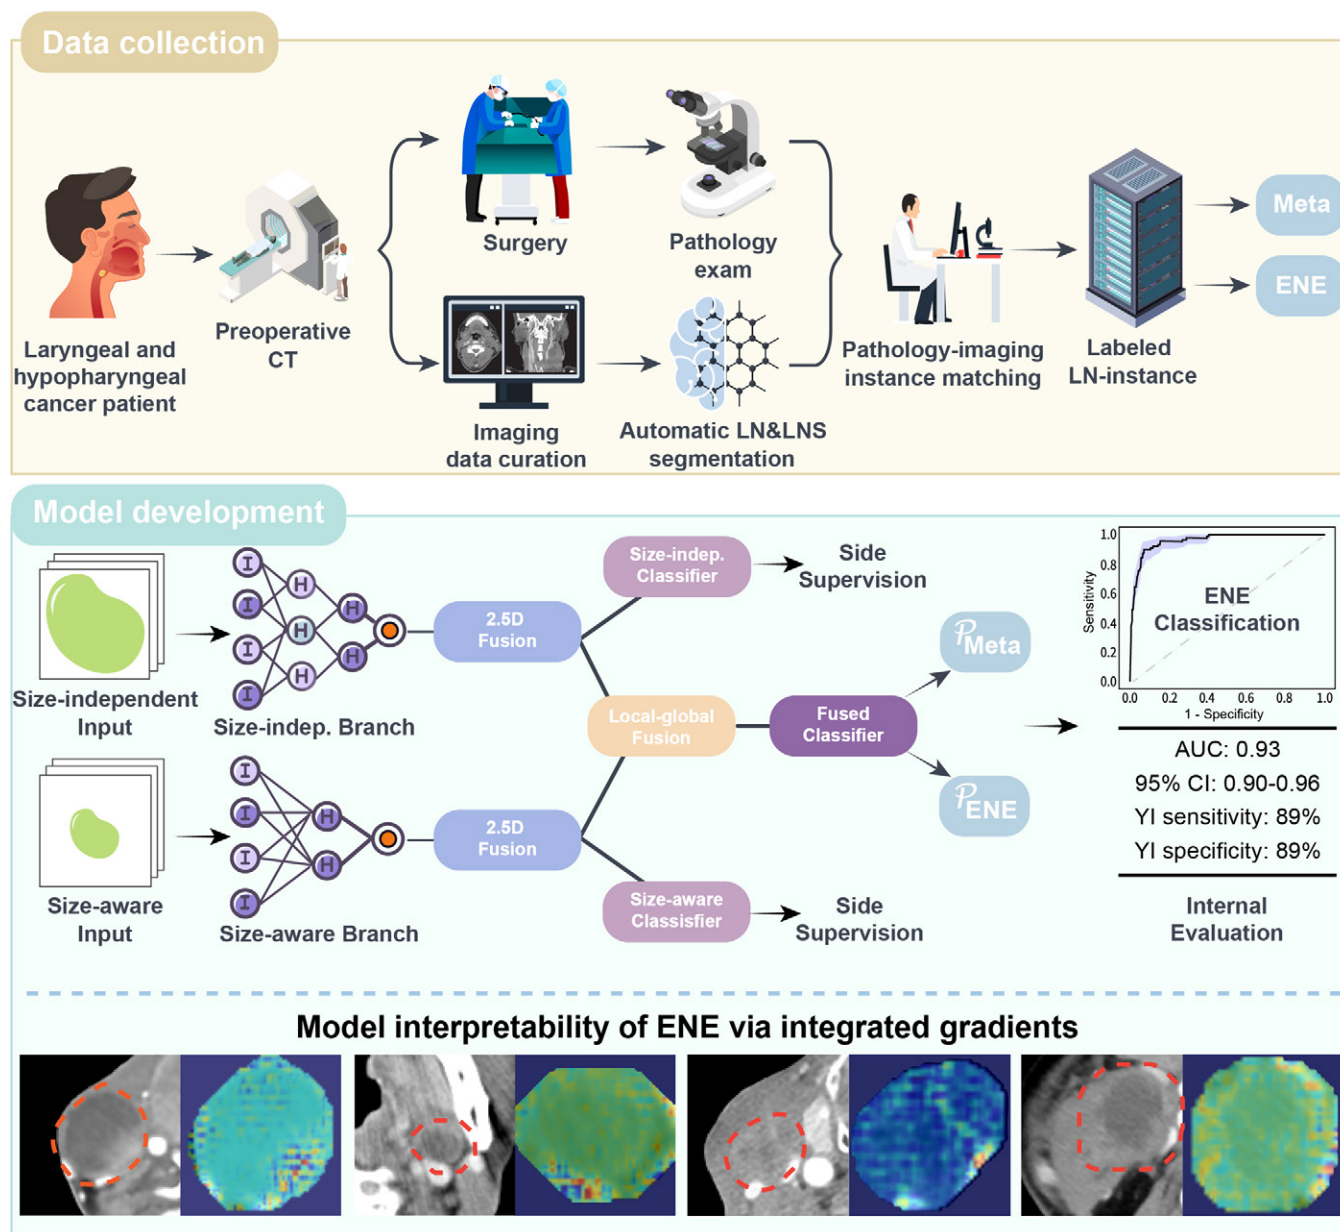 Data collection
Laryngeal and
hypopharyngeal
cancer patient
Preoperative
CT
Surgery
Pathology
exam
Imaging
data curation
Automatic LN&LNS
segmentation
Pathology-imaging
instance matching
Labeled
LN-instance
Meta
ENE
Model development
Size-independent
Input
I
I
I
I
H
H
H
H
H
Size-indep. Branch
2.5D
Fusion
Size-indep.
Classifier
Side
Supervision
Size-aware
Input
I
I
I
I
H
H
Size-aware Branch
2.5D
Fusion
Size-aware
Classisfier
Side
Supervision
Local-global
Fusion
Fused
Classifier
P Meta
P ENE
Sensitivity
1.0
0.8
0.6
0.4
0.2
0.0
ENE
Classification
0.0 0.2 0.4 0.6 0.8 1.0
1 - Specificity
AUC: 0.93
95% CI: 0.90-0.96
YI sensitivity: 89%
YI specificity: 89%
Internal
Evaluation
Model interpretability of ENE via integrated gradients